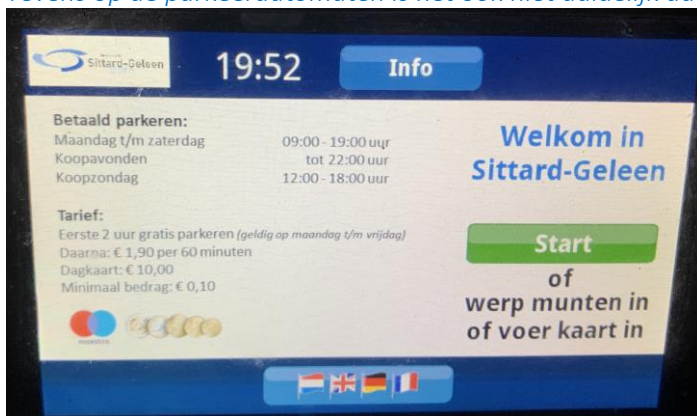 Sittard-Geleen
19:52
Info
Betaald parkeren:
Maandag t/m zaterdag 09:00 - 19:00 uur
Koopavonden tot 22:00 uur
Koopzondag 12:00 - 18:00 uur
Tarief:
Eerste 2 uur gratis parkeren (geldig op maandag t/m vrijdag)
Daarna: € 1,90 per 60 minuten
Dagkaart: € 10,00
Minimaal bedrag: € 0,10
maestro
Welkom in
Sittard-Geleen
Start
of
werp munten in
of voer kaart in